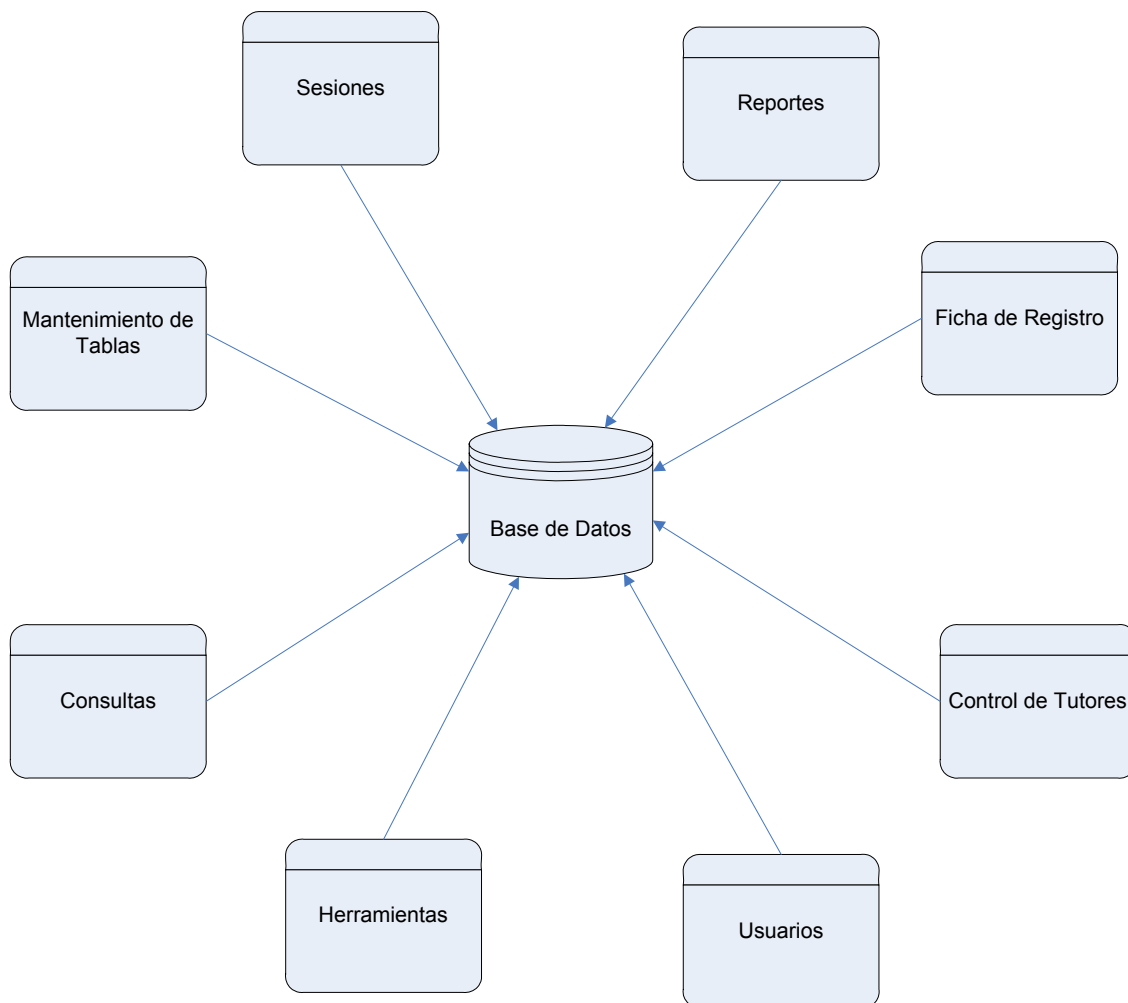 Sesiones
Reportes
Mantenimiento de
Tablas
Ficha de Registro
Base de Datos
Consultas
Control de Tutores
Herramientas
Usuarios